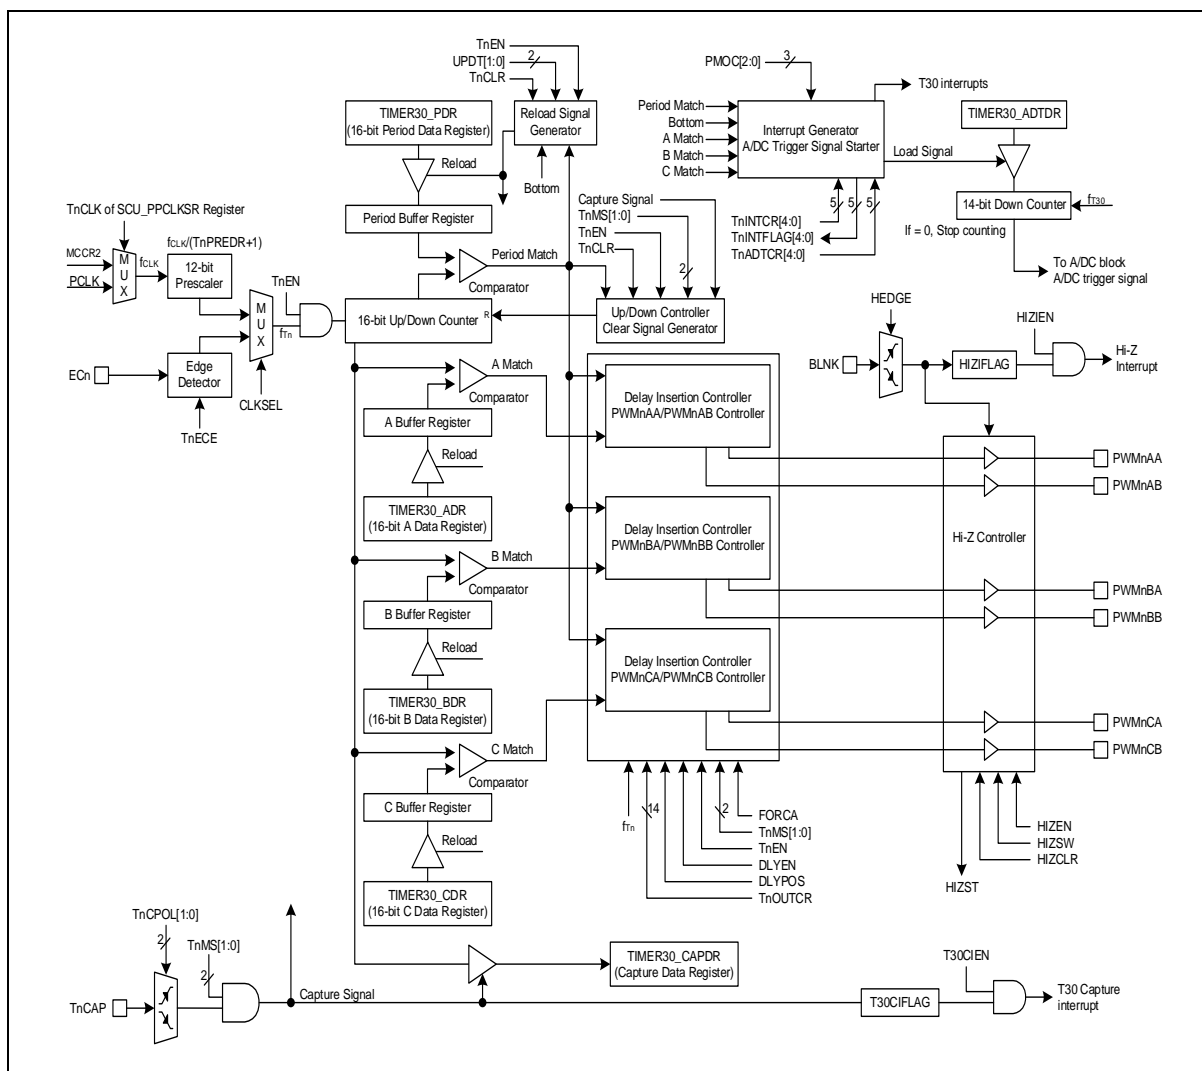 TnEN
UPDT[1:0]
2
TnCLR
PMOC[2:0]
3
T30 interrupts
TIMER30_PDR
(16-bit Period Data Register)
Reload Signal
Generator
Period Match
Bottom
A Match
B Match
C Match
Interrupt Generator
A/DC Trigger Signal Starter
TIMER30_ADTDR
Load Signal
Reload
Bottom
TnCLK of SCU_PPCLKSR Register
Period Buffer Register
Capture Signal
TnMS[1:0]
TnEN
TnCLR
2
5
5
5
TnINTCR[4:0]
TnINTFLAG[4:0]
TnADTCR[4:0]
14-bit Down Counter
fT30
If = 0, Stop counting
MCCR2
PCLK
MUX
fCLK
fCLK/(TnPREDR+1)
12-bit
Prescaler
Period Match
Comparator
To A/DC block
A/DC trigger signal
TnEN
MUX
fTn
16-bit Up/Down Counter
R
Up/Down Controller
Clear Signal Generator
HEDGE
HIZIEN
ECn
Edge
Detector
TnECE
CLKSEL
BLNK
HIZIFLAG
Hi-Z
Interrupt
A Match
Comparator
A Buffer Register
Reload
TIMER30_ADR
(16-bit A Data Register)
Delay Insertion Controller
PWMnAA/PWMnAB Controller
PWMnAA
PWMnAB
B Match
Comparator
B Buffer Register
Reload
TIMER30_BDR
(16-bit B Data Register)
Delay Insertion Controller
PWMnBA/PWMnBB Controller
Hi-Z Controller
PWMnBA
PWMnBB
C Match
Comparator
C Buffer Register
Reload
TIMER30_CDR
(16-bit C Data Register)
Delay Insertion Controller
PWMnCA/PWMnCB Controller
PWMnCA
PWMnCB
fTn
14
2
FORCA
TnMS[1:0]
TnEN
DLYEN
DLYPOS
TnOUTCR
HIZEN
HIZSW
HIZCLR
HIZST
TnCPOL[1:0]
2
TnMS[1:0]
2
TnCAP
Capture Signal
TIMER30_CAPDR
(Capture Data Register)
T30CIEN
T30CIFLAG
T30 Capture
interrupt